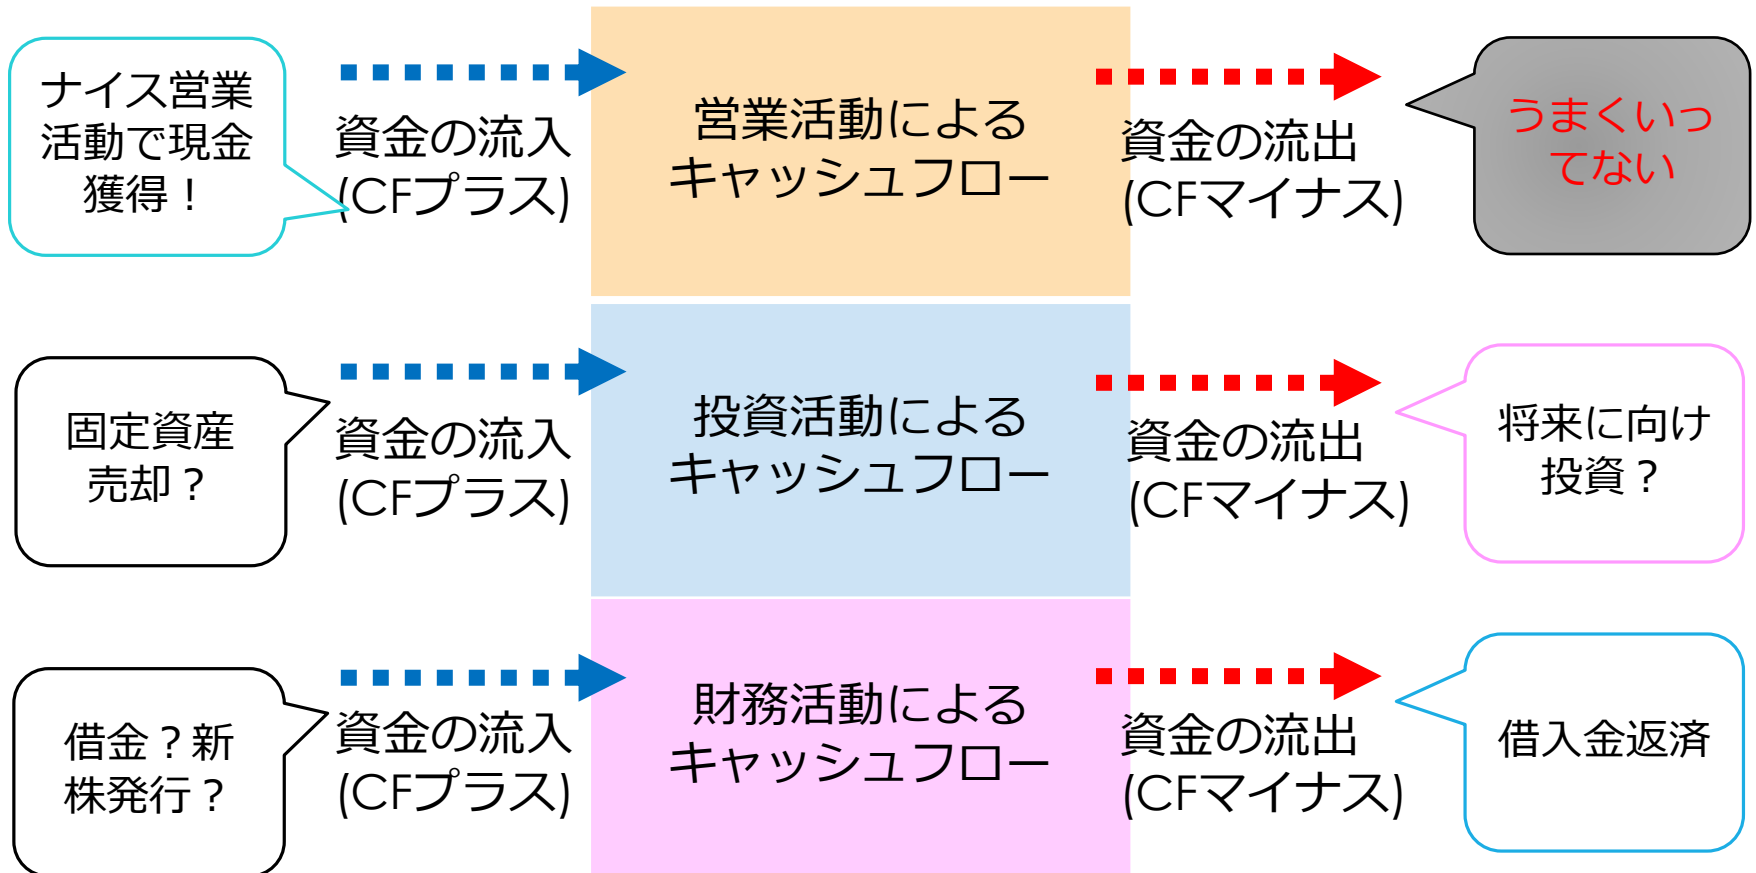 ナイス営業
活動で現金
獲得！
資金の流入
(CFプラス)
営業活動による
キャッシュフロー
資金の流出
(CFマイナス)
うまくいっ
てない
固定資産
売却？
資金の流入
(CFプラス)
投資活動による
キャッシュフロー
資金の流出
(CFマイナス)
将来に向け
投資？
借金？新
株発行？
資金の流入
(CFプラス)
財務活動による
キャッシュフロー
資金の流出
(CFマイナス)
借入金返済